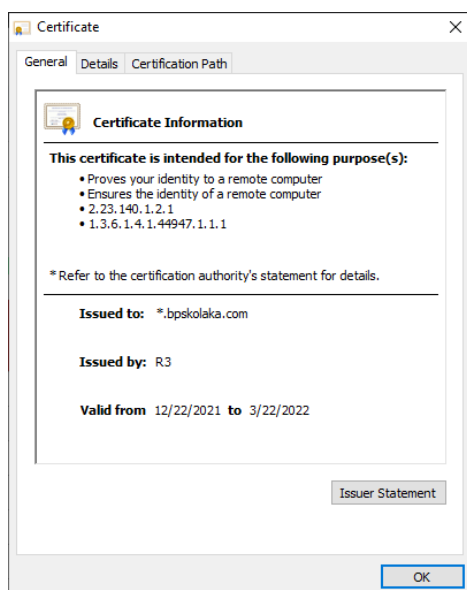 Certificate
General Details Certification Path
Certificate Information
This certificate is intended for the following purpose(s):
• Proves your identity to a remote computer
• Ensures the identity of a remote computer
• 2.23.140.1.2.1
• 1.3.6.1.4.1.44947.1.1.1
* Refer to the certification authority's statement for details.
Issued to: *.bpskolaka.com
Issued by: R3
Valid from 12/22/2021 to 3/22/2022
Issuer Statement
OK